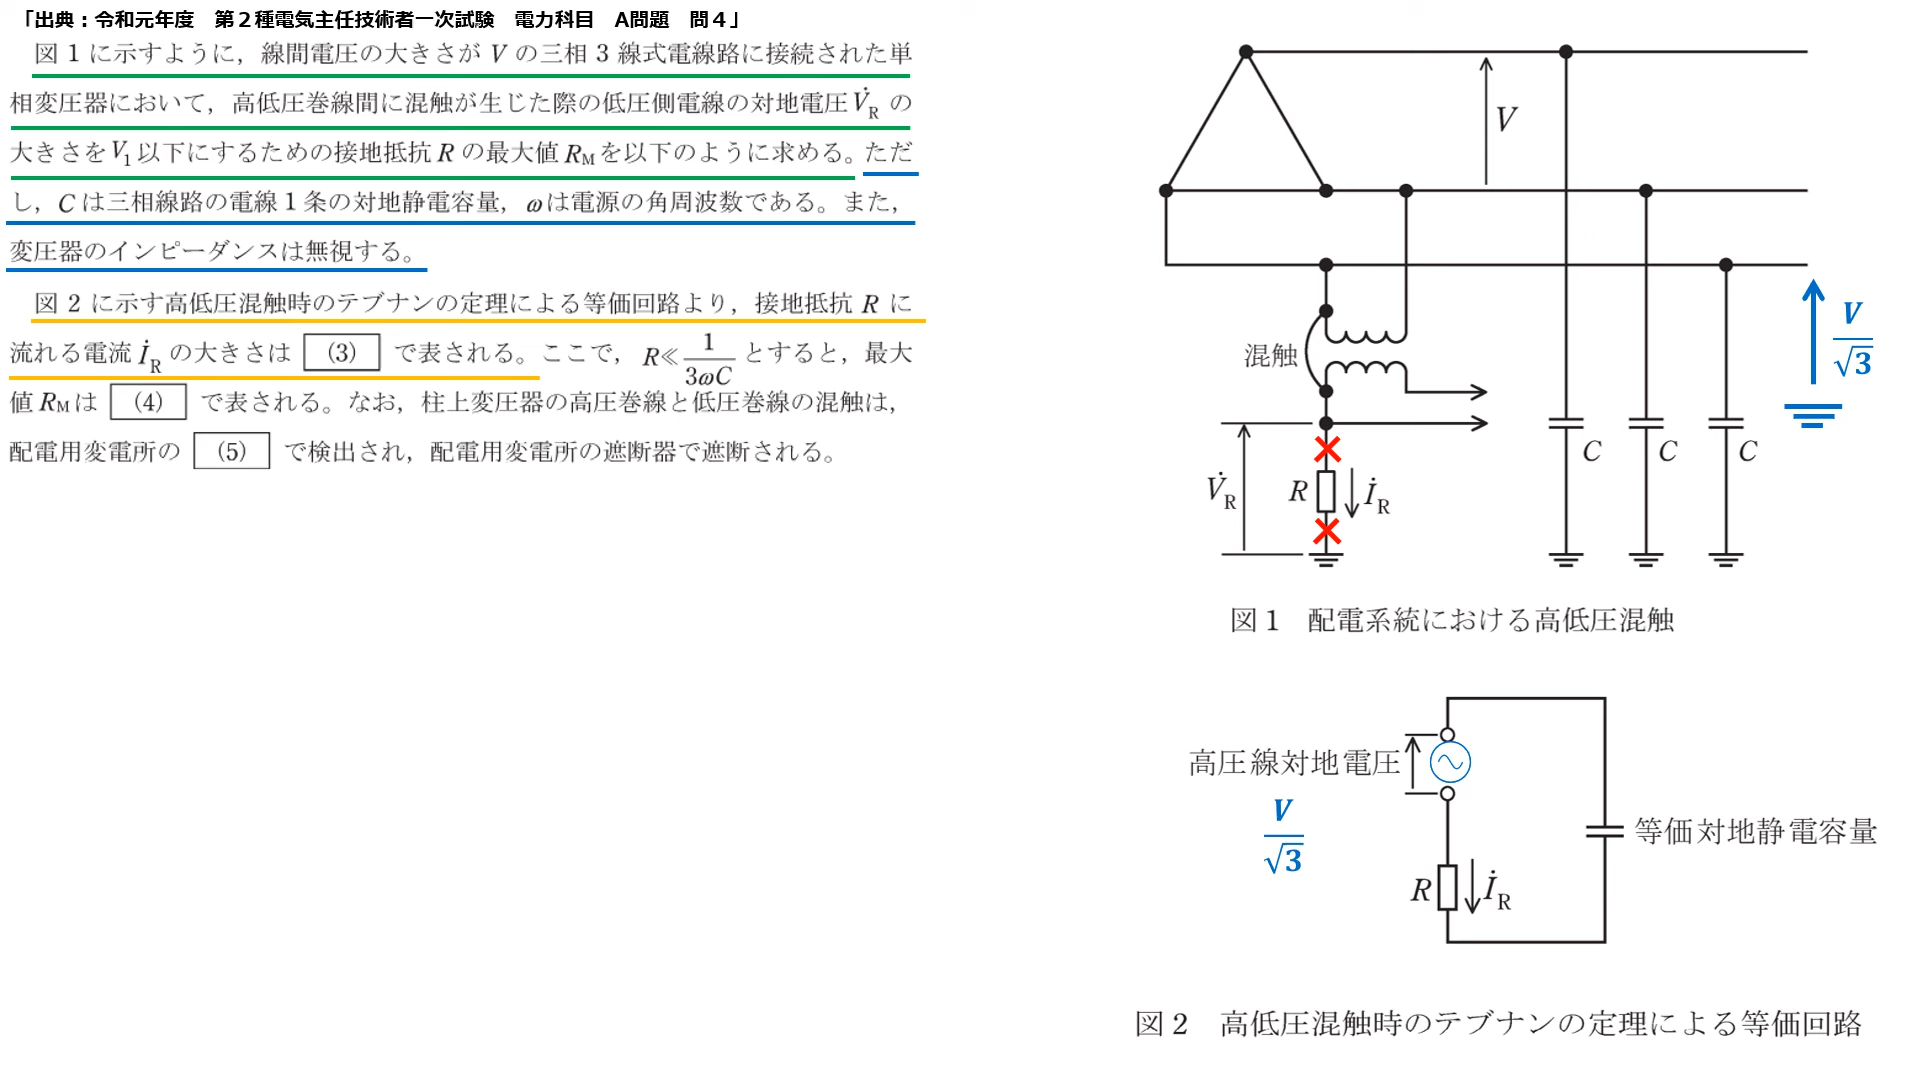 「出典：令和元年度　第２種電気主任技術者一次試験　電力科目　A問題　問４」
図 1 に示すように，線間電圧の大きさが V の三相 3 線式電線路に接続された単
相変圧器において，高低圧巻線間に混触が生じた際の低圧側電線の対地電圧 V̇R の
大きさを V1 以下にするための接地抵抗 R の最大値 RM を以下のように求める。ただ
し，C は三相線路の電線 1 条の対地静電容量，ω は電源の角周波数である。また，
変圧器のインピーダンスは無視する。
図 2 に示す高低圧混触時のテブナンの定理による等価回路より，接地抵抗 R に
流れる電流 İR の大きさは (3) で表される。ここで，R≪1/3ωC とすると，最大
値 RM は (4) で表される。なお，柱上変圧器の高圧巻線と低圧巻線の混触は，
配電用変電所の (5) で検出され，配電用変電所の遮断器で遮断される。
V
V/√3
混触
C
C
C
V̇R
R
İR
図 1　配電系統における高低圧混触
高圧線対地電圧
V/√3
等価対地静電容量
R
İR
図 2　高低圧混触時のテブナンの定理による等価回路